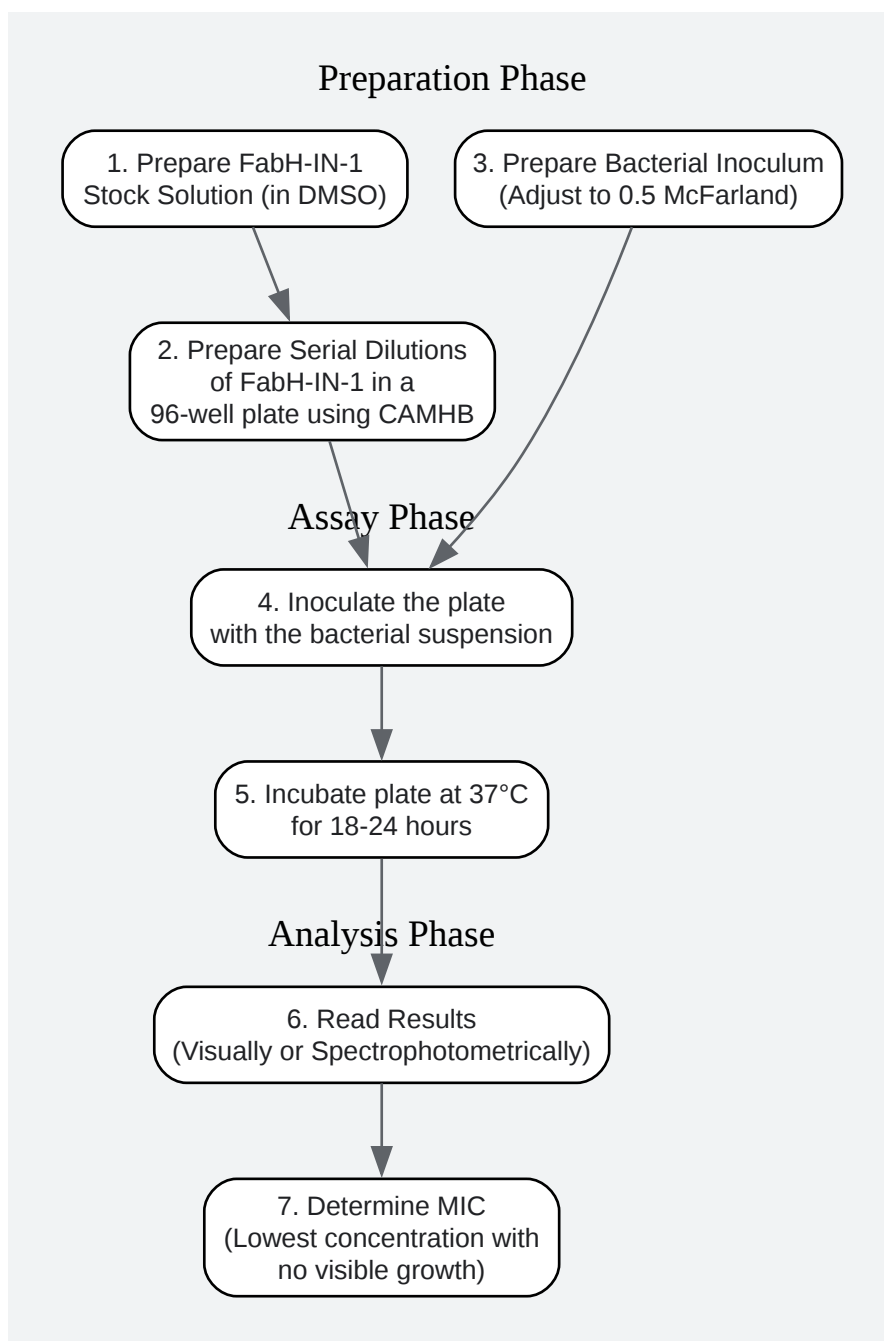 Preparation Phase
1. Prepare FabH-IN-1
Stock Solution (in DMSO)
3. Prepare Bacterial Inoculum
(Adjust to 0.5 McFarland)
2. Prepare Serial Dilutions
of FabH-IN-1 in a
96-well plate using CAMHB
Assay Phase
4. Inoculate the plate
with the bacterial suspension
5. Incubate plate at 37°C
for 18-24 hours
Analysis Phase
6. Read Results
(Visually or Spectrophotometrically)
7. Determine MIC
(Lowest concentration with
no visible growth)